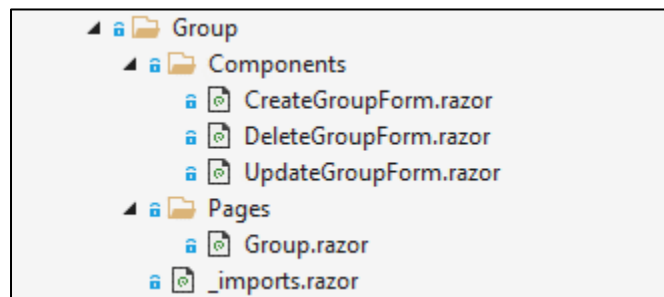 Group
Components
CreateGroupForm.razor
DeleteGroupForm.razor
UpdateGroupForm.razor
Pages
Group.razor
_imports.razor